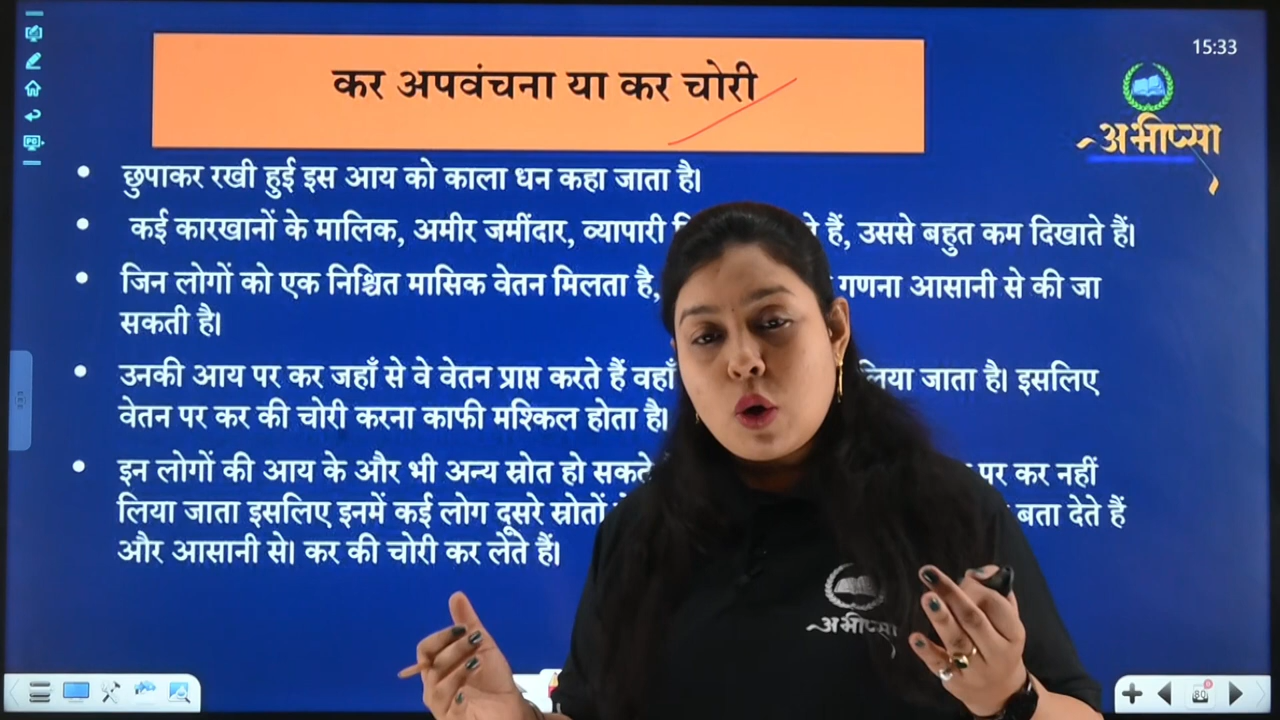 कर अपवंचना या कर चोरी
15:33
अभीप्सा
• छुपाकर रखी हुई इस आय को काला धन कहा जाता है।
• कई कारखानों के मालिक, अमीर जमींदार, व्यापारी हैं, उससे बहुत कम दिखाते हैं।
• जिन लोगों को एक निश्चित मासिक वेतन मिलता है, गणना आसानी से की जा
सकती है।
• उनकी आय पर कर जहाँ से वे वेतन प्राप्त करते हैं वहाँ लिया जाता है। इसलिए
वेतन पर कर की चोरी करना काफी मश्किल होता है।
• इन लोगों की आय के और भी अन्य स्रोत हो सकते पर कर नहीं
लिया जाता इसलिए इनमें कई लोग दूसरे स्रोतों बता देते हैं
और आसानी से। कर की चोरी कर लेते हैं।
अभीप्सा
80